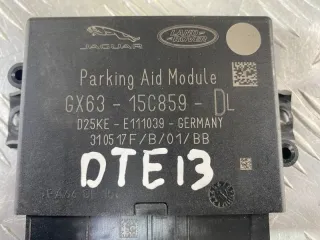 JAGUAR
LAND ROVER
Parking Aid Module
GX63 - 15C859 - DL
D25KE - E111039 - GERMANY
310517F/B/01/BB
DTE13